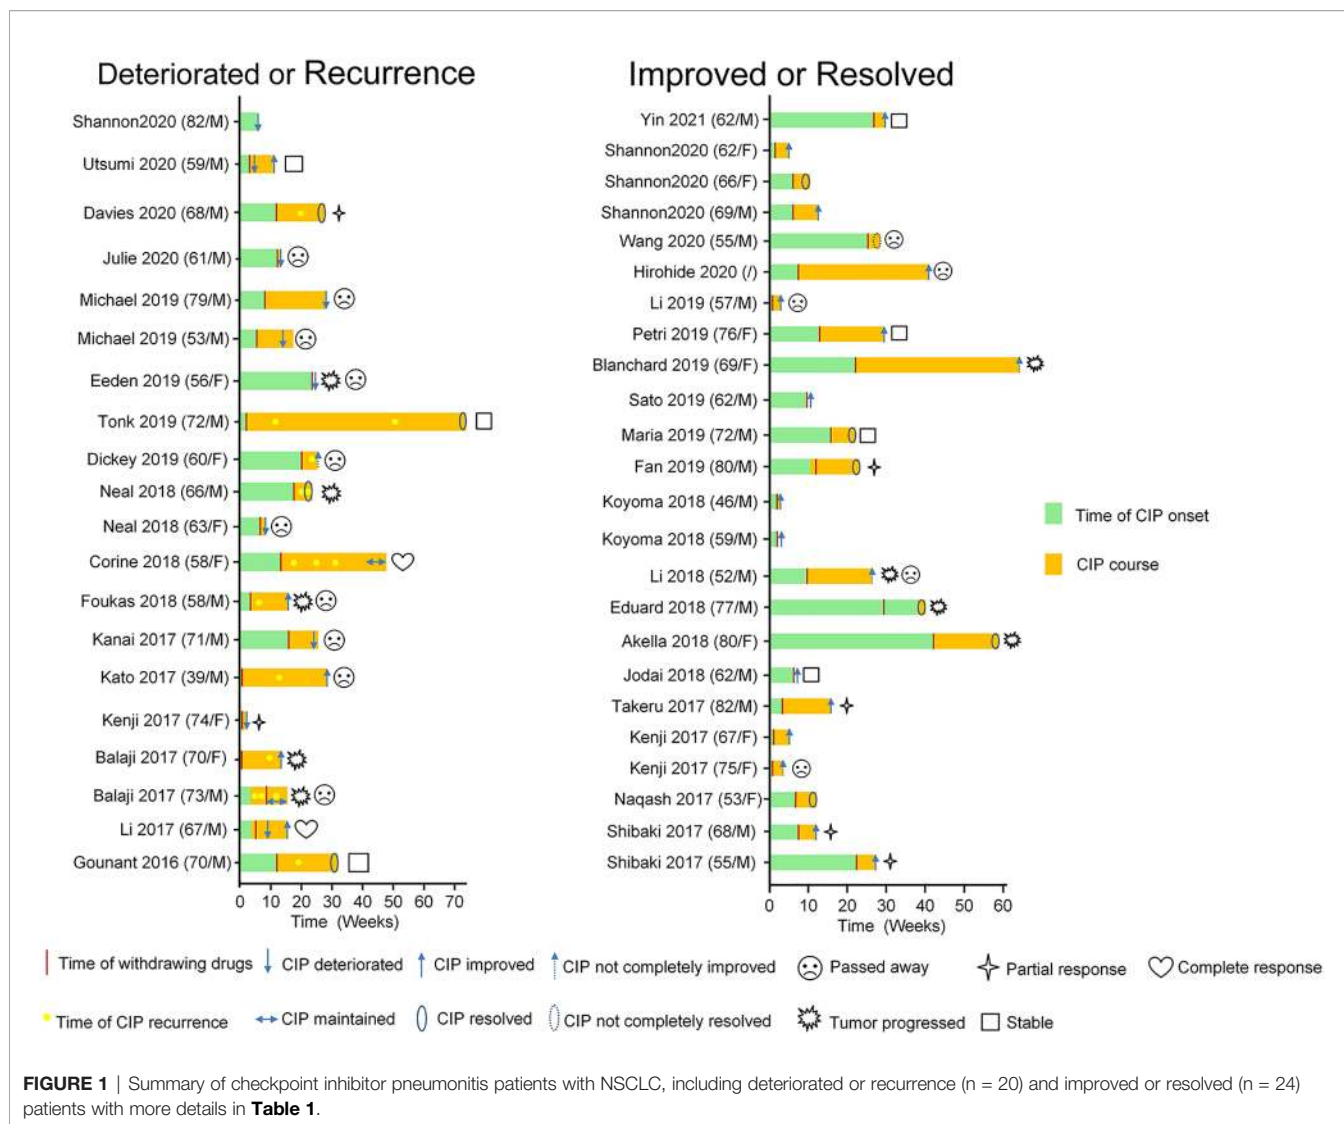 Deteriorated or Recurrence
Shannon2020 (82/M)
Utsumi 2020 (59/M)
Davies 2020 (68/M)
Julie 2020 (61/M)
Michael 2019 (79/M)
Michael 2019 (53/M)
Eeden 2019 (56/F)
Tonk 2019 (72/M)
Dickey 2019 (60/F)
Neal 2018 (66/M)
Neal 2018 (63/F)
Corine 2018 (58/F)
Foukas 2018 (58/M)
Kanai 2017 (71/M)
Kato 2017 (39/M)
Kenji 2017 (74/F)
Balaji 2017 (70/F)
Balaji 2017 (73/M)
Li 2017 (67/M)
Gounant 2016 (70/M)
0 10 20 30 40 50 60 70
Time (Weeks)
Improved or Resolved
Yin 2021 (62/M)
Shannon2020 (62/F)
Shannon2020 (66/F)
Shannon2020 (69/M)
Wang 2020 (55/M)
Hirohide 2020 (/)
Li 2019 (57/M)
Petri 2019 (76/F)
Blanchard 2019 (69/F)
Sato 2019 (62/M)
Maria 2019 (72/M)
Fan 2019 (80/M)
Koyoma 2018 (46/M)
Koyoma 2018 (59/M)
Li 2018 (52/M)
Eduard 2018 (77/M)
Akella 2018 (80/F)
Jodai 2018 (62/M)
Takeru 2017 (82/M)
Kenji 2017 (67/F)
Kenji 2017 (75/F)
Naqash 2017 (53/F)
Shibaki 2017 (68/M)
Shibaki 2017 (55/M)
0 10 20 30 40 50 60
Time (Weeks)
Time of CIP onset
CIP course
Time of withdrawing drugs
CIP deteriorated
CIP improved
CIP not completely improved
Passed away
Partial response
Complete response
Time of CIP recurrence
CIP maintained
CIP resolved
CIP not completely resolved
Tumor progressed
Stable
FIGURE 1 | Summary of checkpoint inhibitor pneumonitis patients with NSCLC, including deteriorated or recurrence (n = 20) and improved or resolved (n = 24)
patients with more details in Table 1.